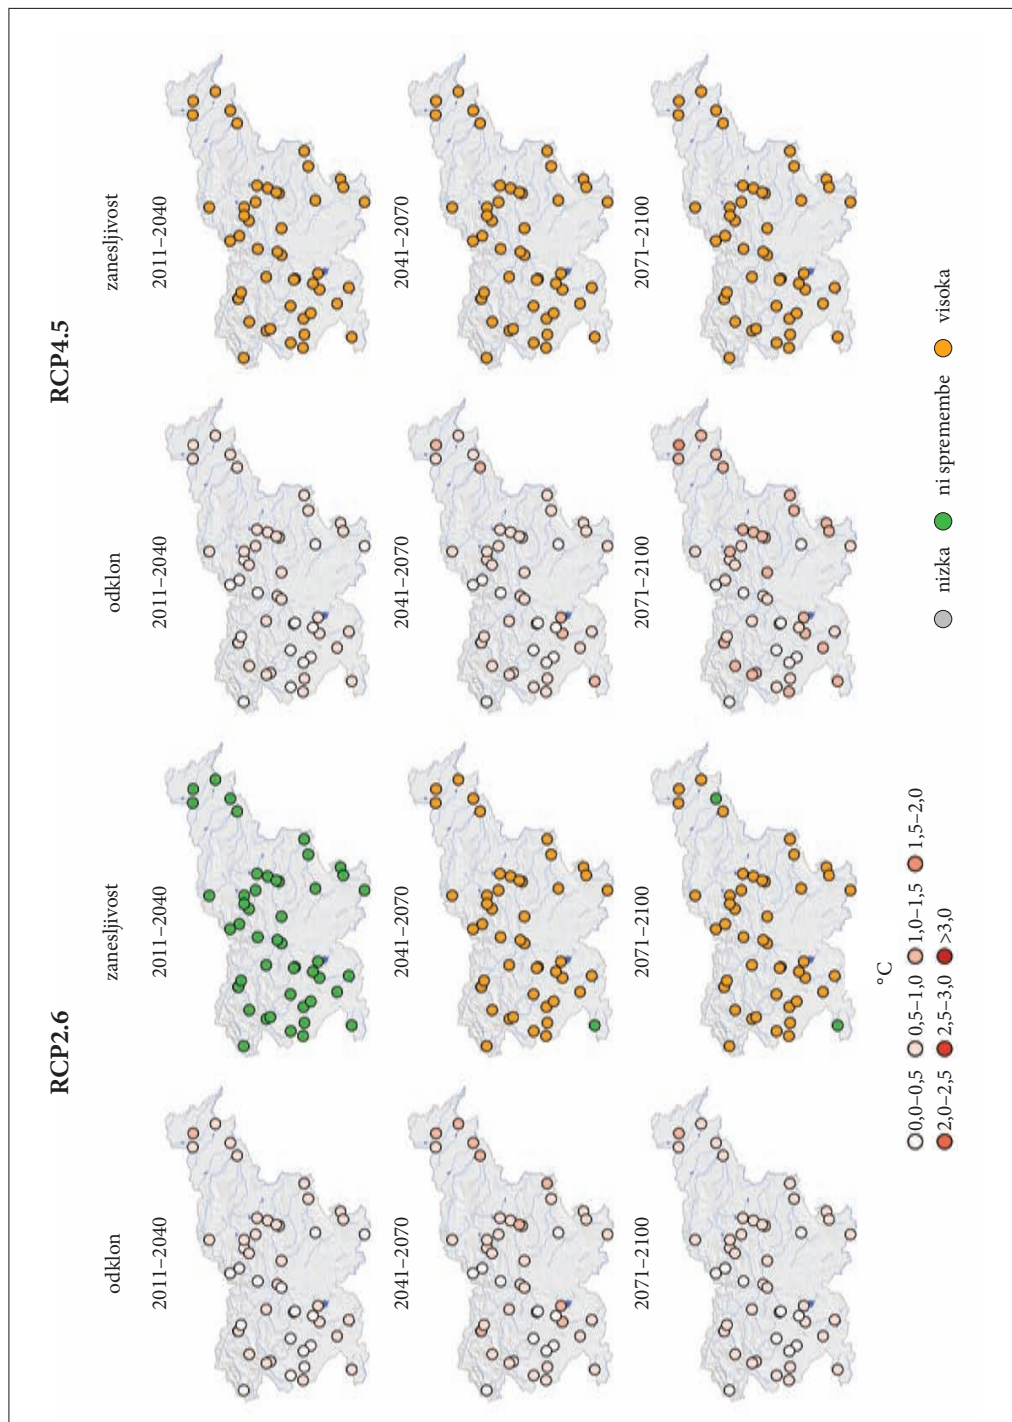 RCP2.6 RCP4.5
odklon zanesljivost odklon zanesljivost
2011–2040 2011–2040 2011–2040 2011–2040
2041–2070 2041–2070 2041–2070 2041–2070
2071–2100 2071–2100 2071–2100 2071–2100
°C
0,0–0,5 0,5–1,0 1,0–1,5 1,5–2,0
2,0–2,5 2,5–3,0 >3,0
nizka ni spremembe visoka